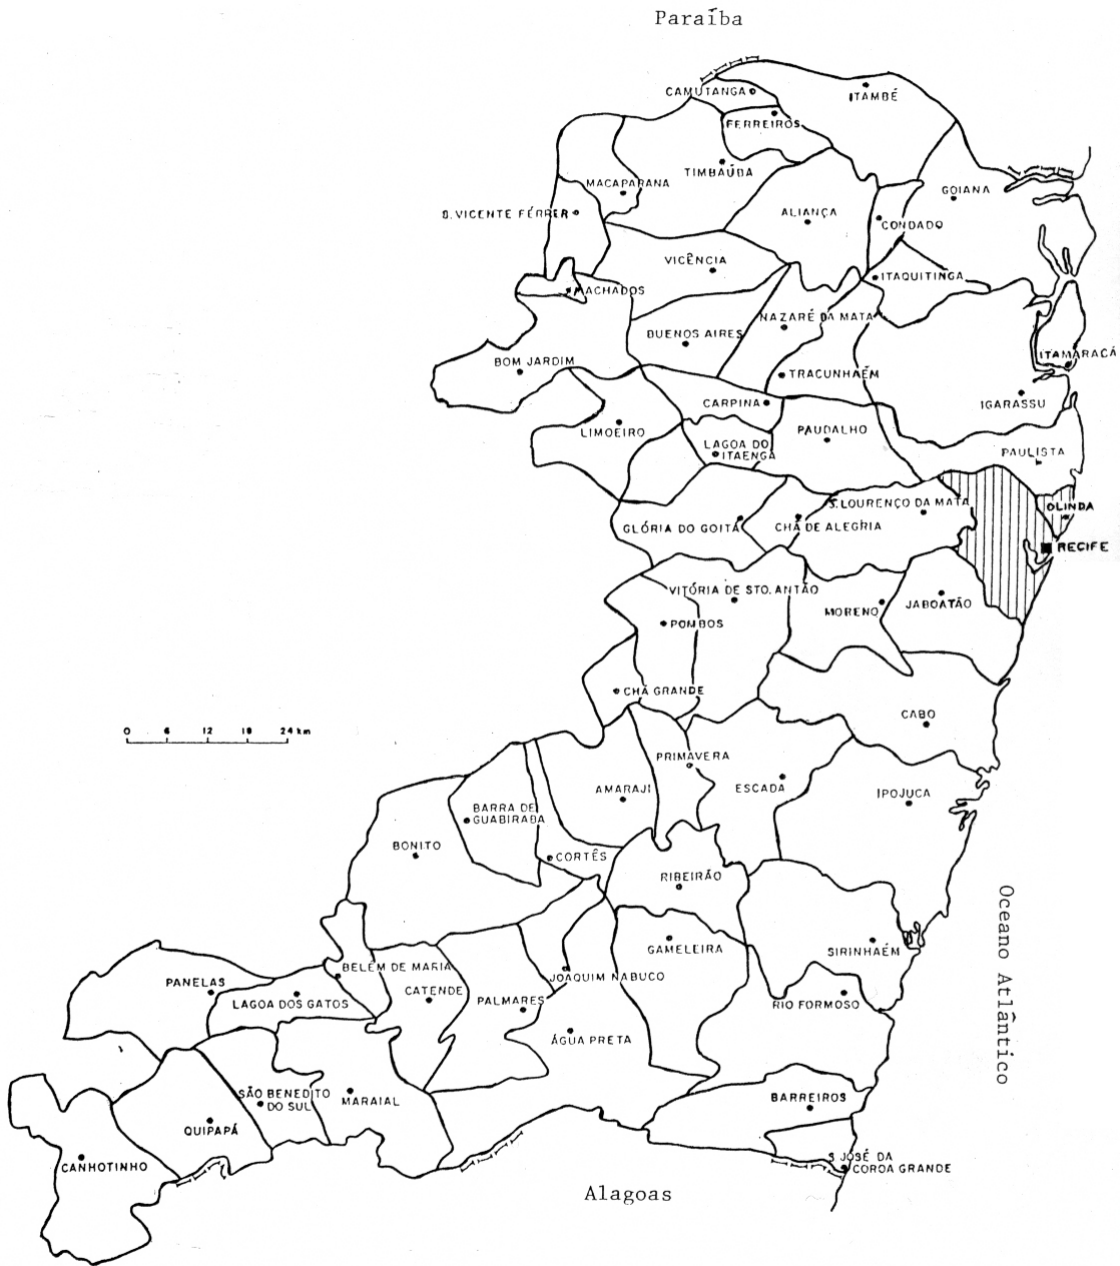 Paraíba
CAMUTANGA
ITAMBÉ
FERREIROS
TIMBAÚBA
MACAPARANA
GOIANA
S. VICENTE FÉRRER
ALIANÇA
CONDADO
VICÊNCIA
ITAQUITINGA
MACHADOS
NAZARÉ DA MATA
BUENOS AIRES
ITAMARACÁ
BOM JARDIM
TRACUNHAÉM
CARPINA
IGARASSU
LIMOEIRO
PAUDALHO
LAGOA DO
ITAENGA
PAULISTA
S. LOURENÇO DA MATA
OLINDA
GLÓRIA DO GOITÁ
CHÃ DE ALEGRIA
RECIFE
VITÓRIA DE STO. ANTÃO
MORENO
JABOATÃO
POMBOS
CHÃ GRANDE
CABO
0 6 12 18 24 km
PRIMAVERA
AMARAJI
ESCADA
IPOJUCA
BARRA DE
GUABIRABA
BONITO
CORTÊS
RIBEIRÃO
Oceano Atlântico
GAMELEIRA
SIRINHAÉM
BELÉM DE MARIA
JOAQUIM NABUCO
PANELAS
CATENDE
LAGOA DOS GATOS
PALMARES
RIO FORMOSO
ÁGUA PRETA
SÃO BENEDITO
DO SUL
MARAIAL
BARREIROS
QUIPAPÁ
CANHOTINHO
S JOSÉ DA
COROA GRANDE
Alagoas